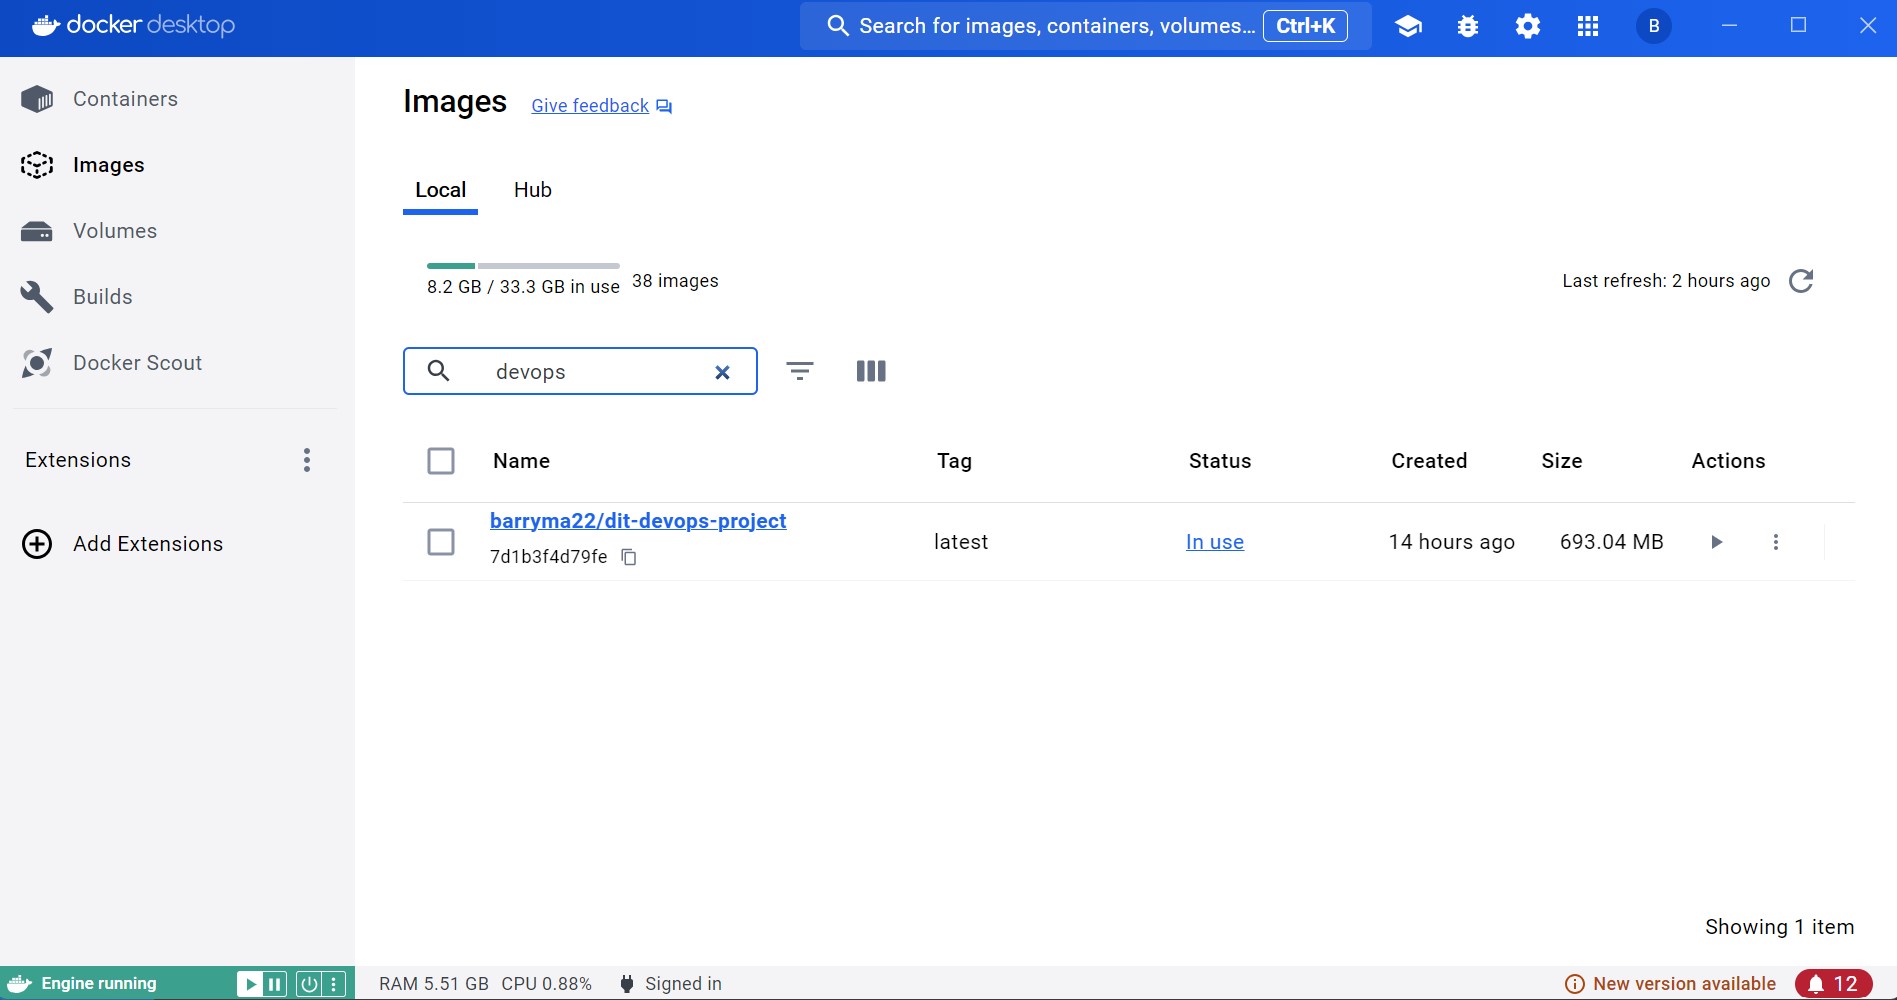 docker desktop
Search for images, containers, volumes... Ctrl+K
B
Containers
Images
Volumes
Builds
Docker Scout
Extensions
Add Extensions
Images Give feedback
Local Hub
8.2 GB / 33.3 GB in use 38 images
Last refresh: 2 hours ago
devops
Name Tag Status Created Size Actions
barryma22/dit-devops-project
7d1b3f4d79fe
latest In use 14 hours ago 693.04 MB
Showing 1 item
Engine running
RAM 5.51 GB CPU 0.88% Signed in
New version available 12